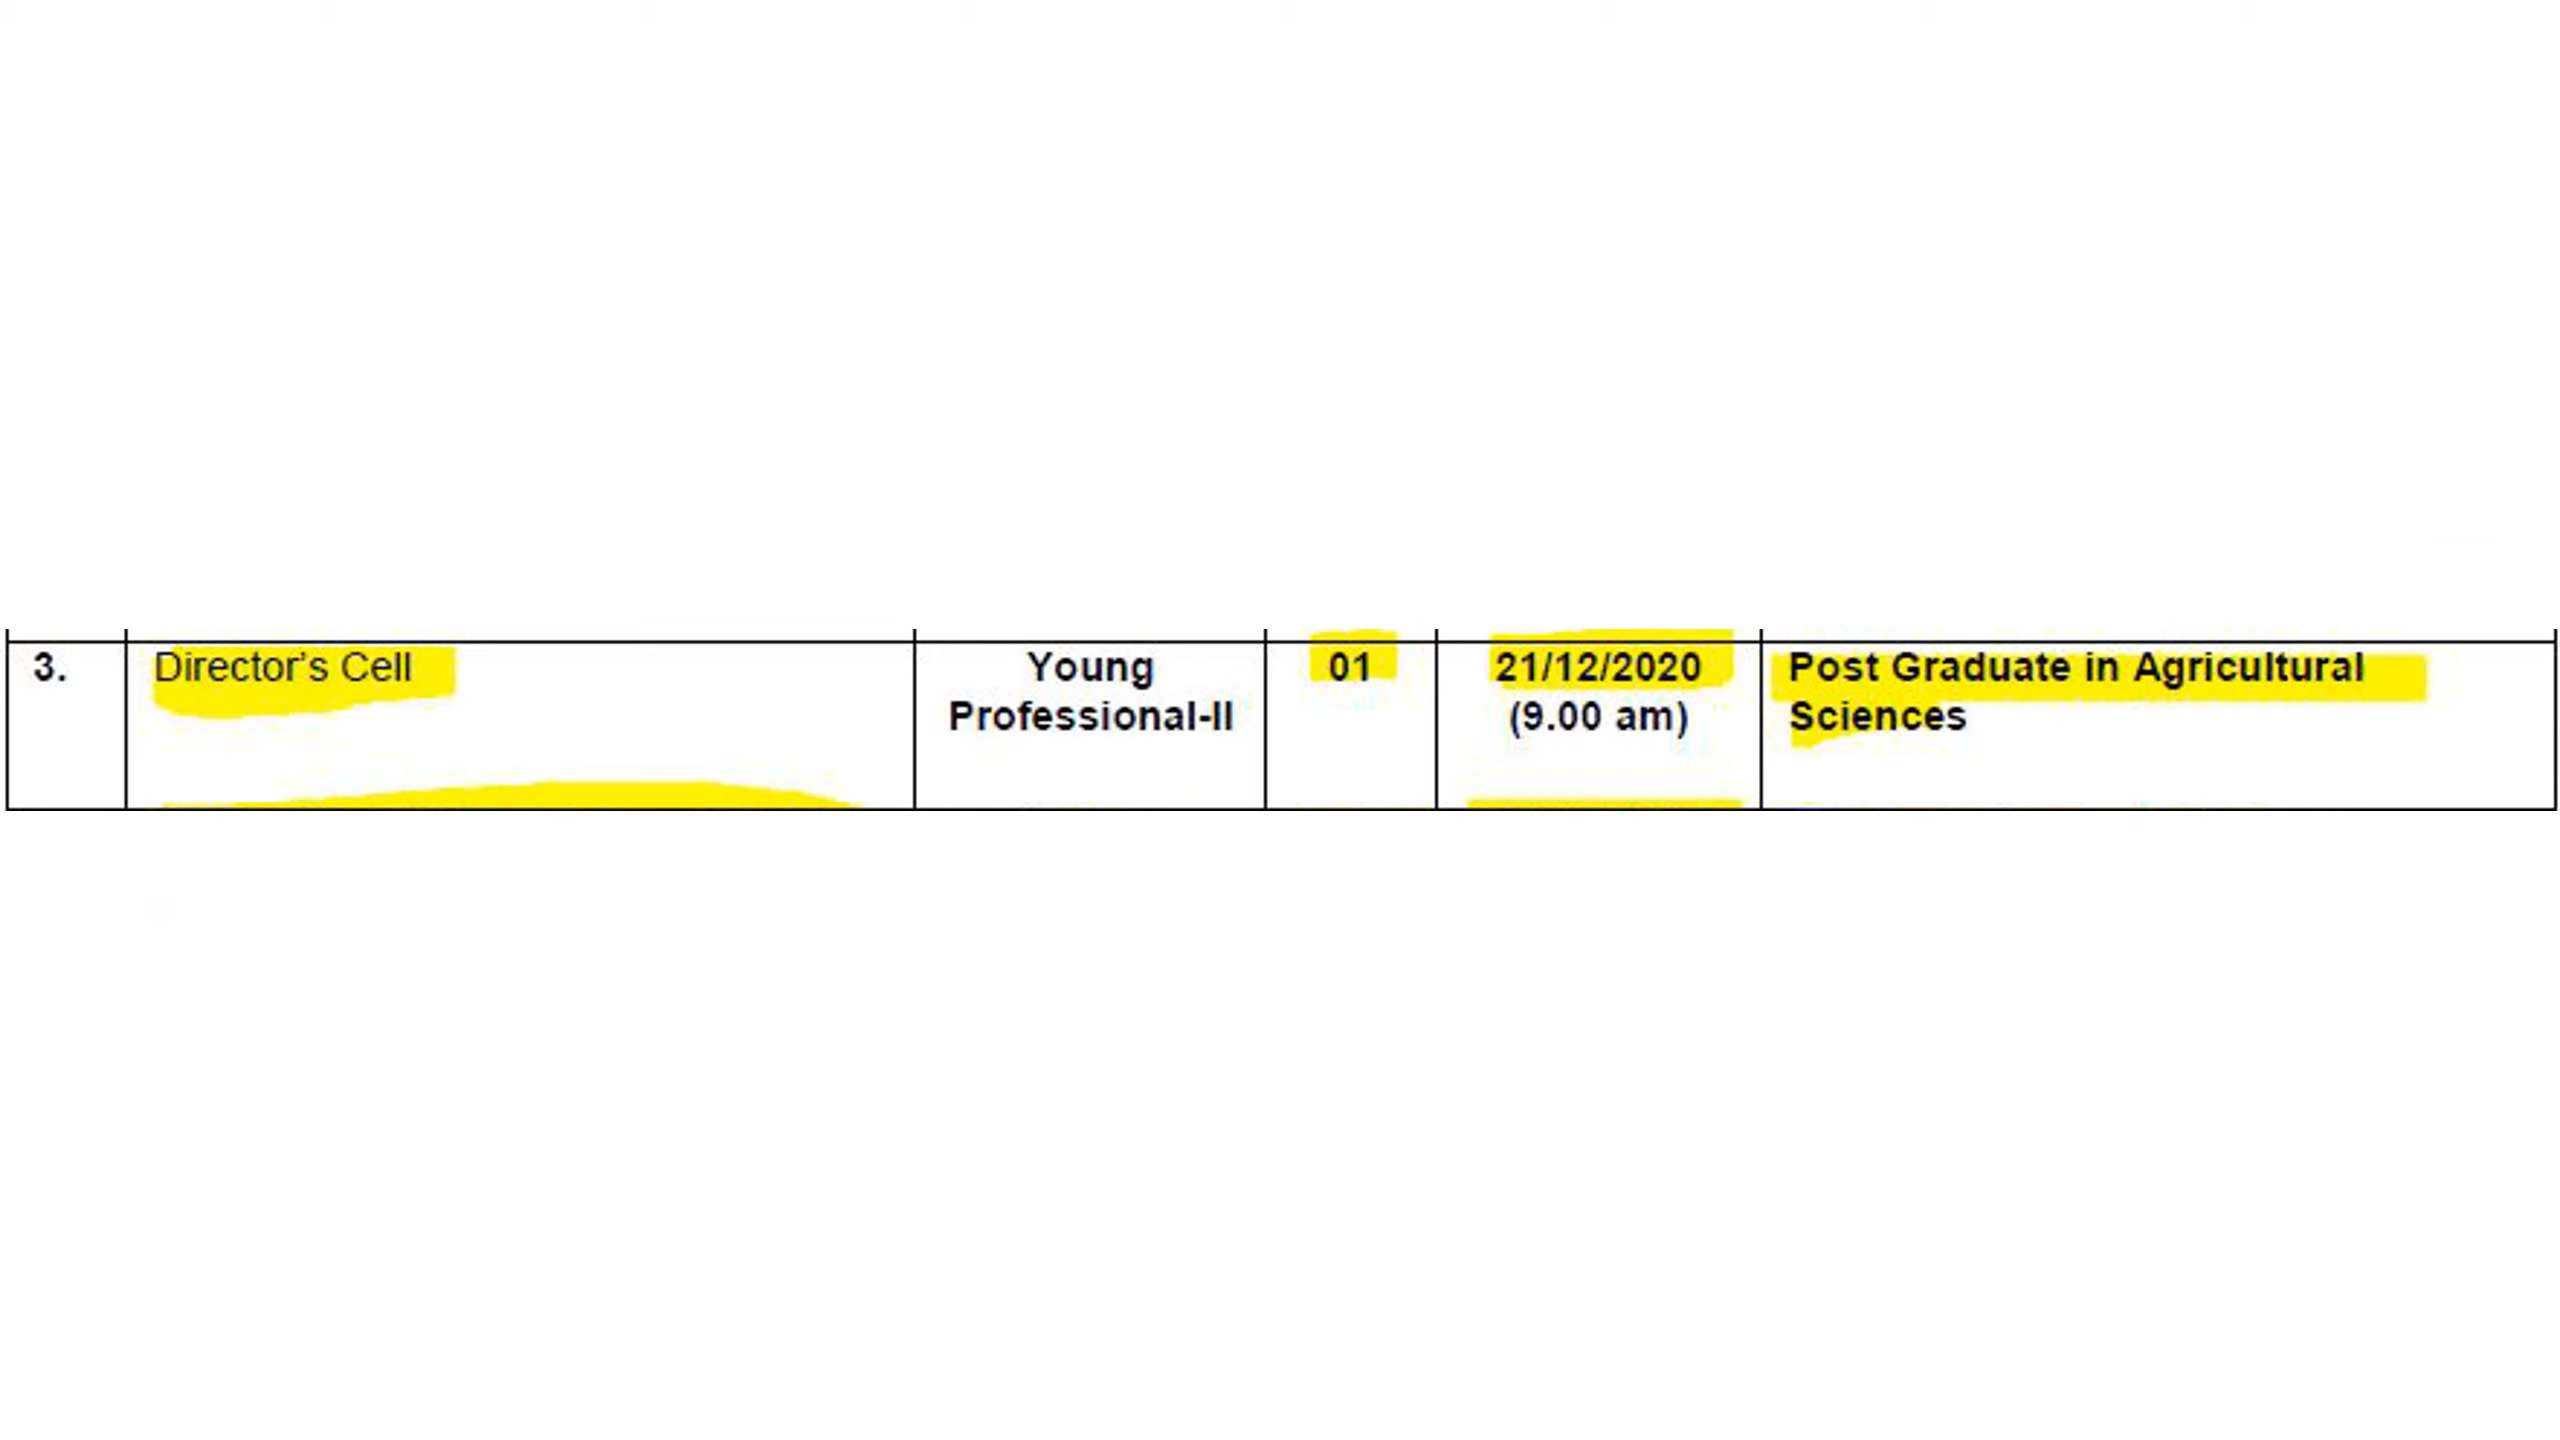 3. Director's Cell Young Professional-II 01 21/12/2020 (9.00 am) Post Graduate in Agricultural Sciences